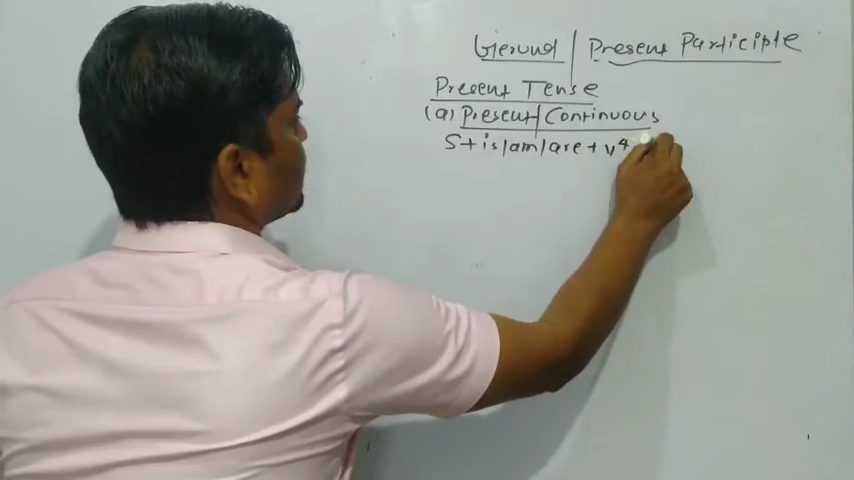 Gerund | Present Participle
Present Tense
(a) Present Continuous
S+is/am/are + v4